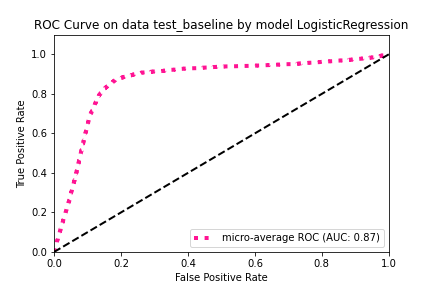 ROC Curve on data test_baseline by model LogisticRegression
True Positive Rate
1.0
0.8
0.6
0.4
0.2
0.0
micro-average ROC (AUC: 0.87)
0.0 0.2 0.4 0.6 0.8 1.0
False Positive Rate